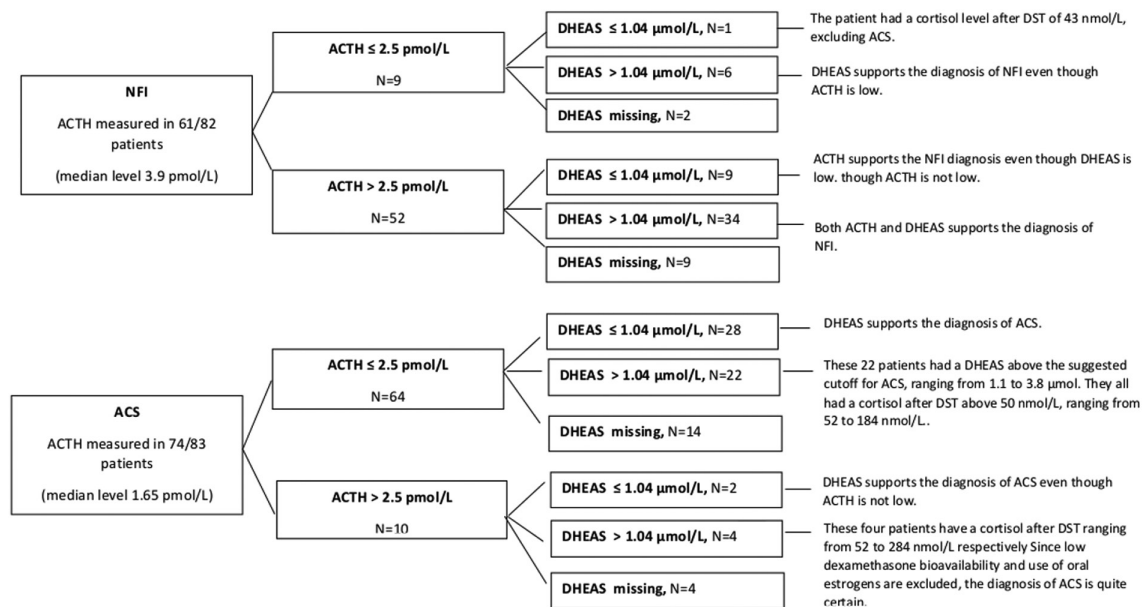 NFI
ACTH measured in 61/82
patients
(median level 3.9 pmol/L)
ACTH ≤ 2.5 pmol/L
N=9
DHEAS ≤ 1.04 µmol/L, N=1
The patient had a cortisol level after DST of 43 nmol/L,
excluding ACS.
DHEAS > 1.04 µmol/L, N=6
DHEAS supports the diagnosis of NFI even though
ACTH is low.
DHEAS missing, N=2
ACTH > 2.5 pmol/L
N=52
DHEAS ≤ 1.04 µmol/L, N=9
ACTH supports the NFI diagnosis even though DHEAS is
low. though ACTH is not low.
DHEAS > 1.04 µmol/L, N=34
Both ACTH and DHEAS supports the diagnosis of
NFI.
DHEAS missing, N=9
ACS
ACTH measured in 74/83
patients
(median level 1.65 pmol/L)
ACTH ≤ 2.5 pmol/L
N=64
DHEAS ≤ 1.04 µmol/L, N=28
DHEAS supports the diagnosis of ACS.
DHEAS > 1.04 µmol/L, N=22
These 22 patients had a DHEAS above the suggested
cutoff for ACS, ranging from 1.1 to 3.8 µmol. They all
had a cortisol after DST above 50 nmol/L, ranging from
52 to 184 nmol/L..
DHEAS missing, N=14
ACTH > 2.5 pmol/L
N=10
DHEAS ≤ 1.04 µmol/L, N=2
DHEAS supports the diagnosis of ACS even though
ACTH is not low.
DHEAS > 1.04 µmol/L, N=4
These four patients have a cortisol after DST ranging
from 52 to 284 nmol/L respectively Since low
dexamethasone bioavailability and use of oral
estrogens are excluded, the diagnosis of ACS is quite
certain.
DHEAS missing, N=4